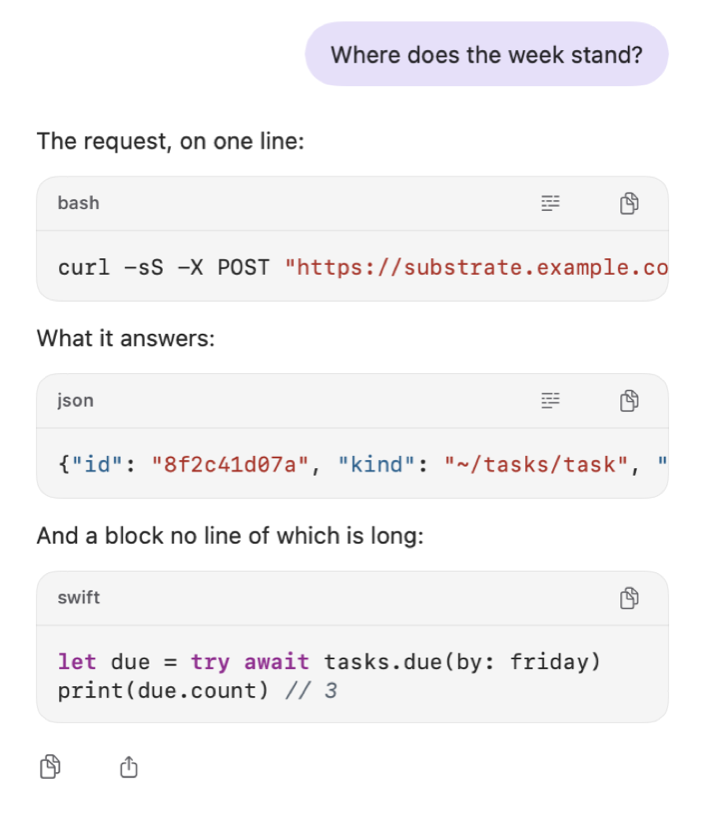 Where does the week stand?
The request, on one line:
bash
curl -sS -X POST "https://substrate.example.co
What it answers:
json
{"id": "8f2c41d07a", "kind": "~/tasks/task", "
And a block no line of which is long:
swift
let due = try await tasks.due(by: friday)
print(due.count) // 3